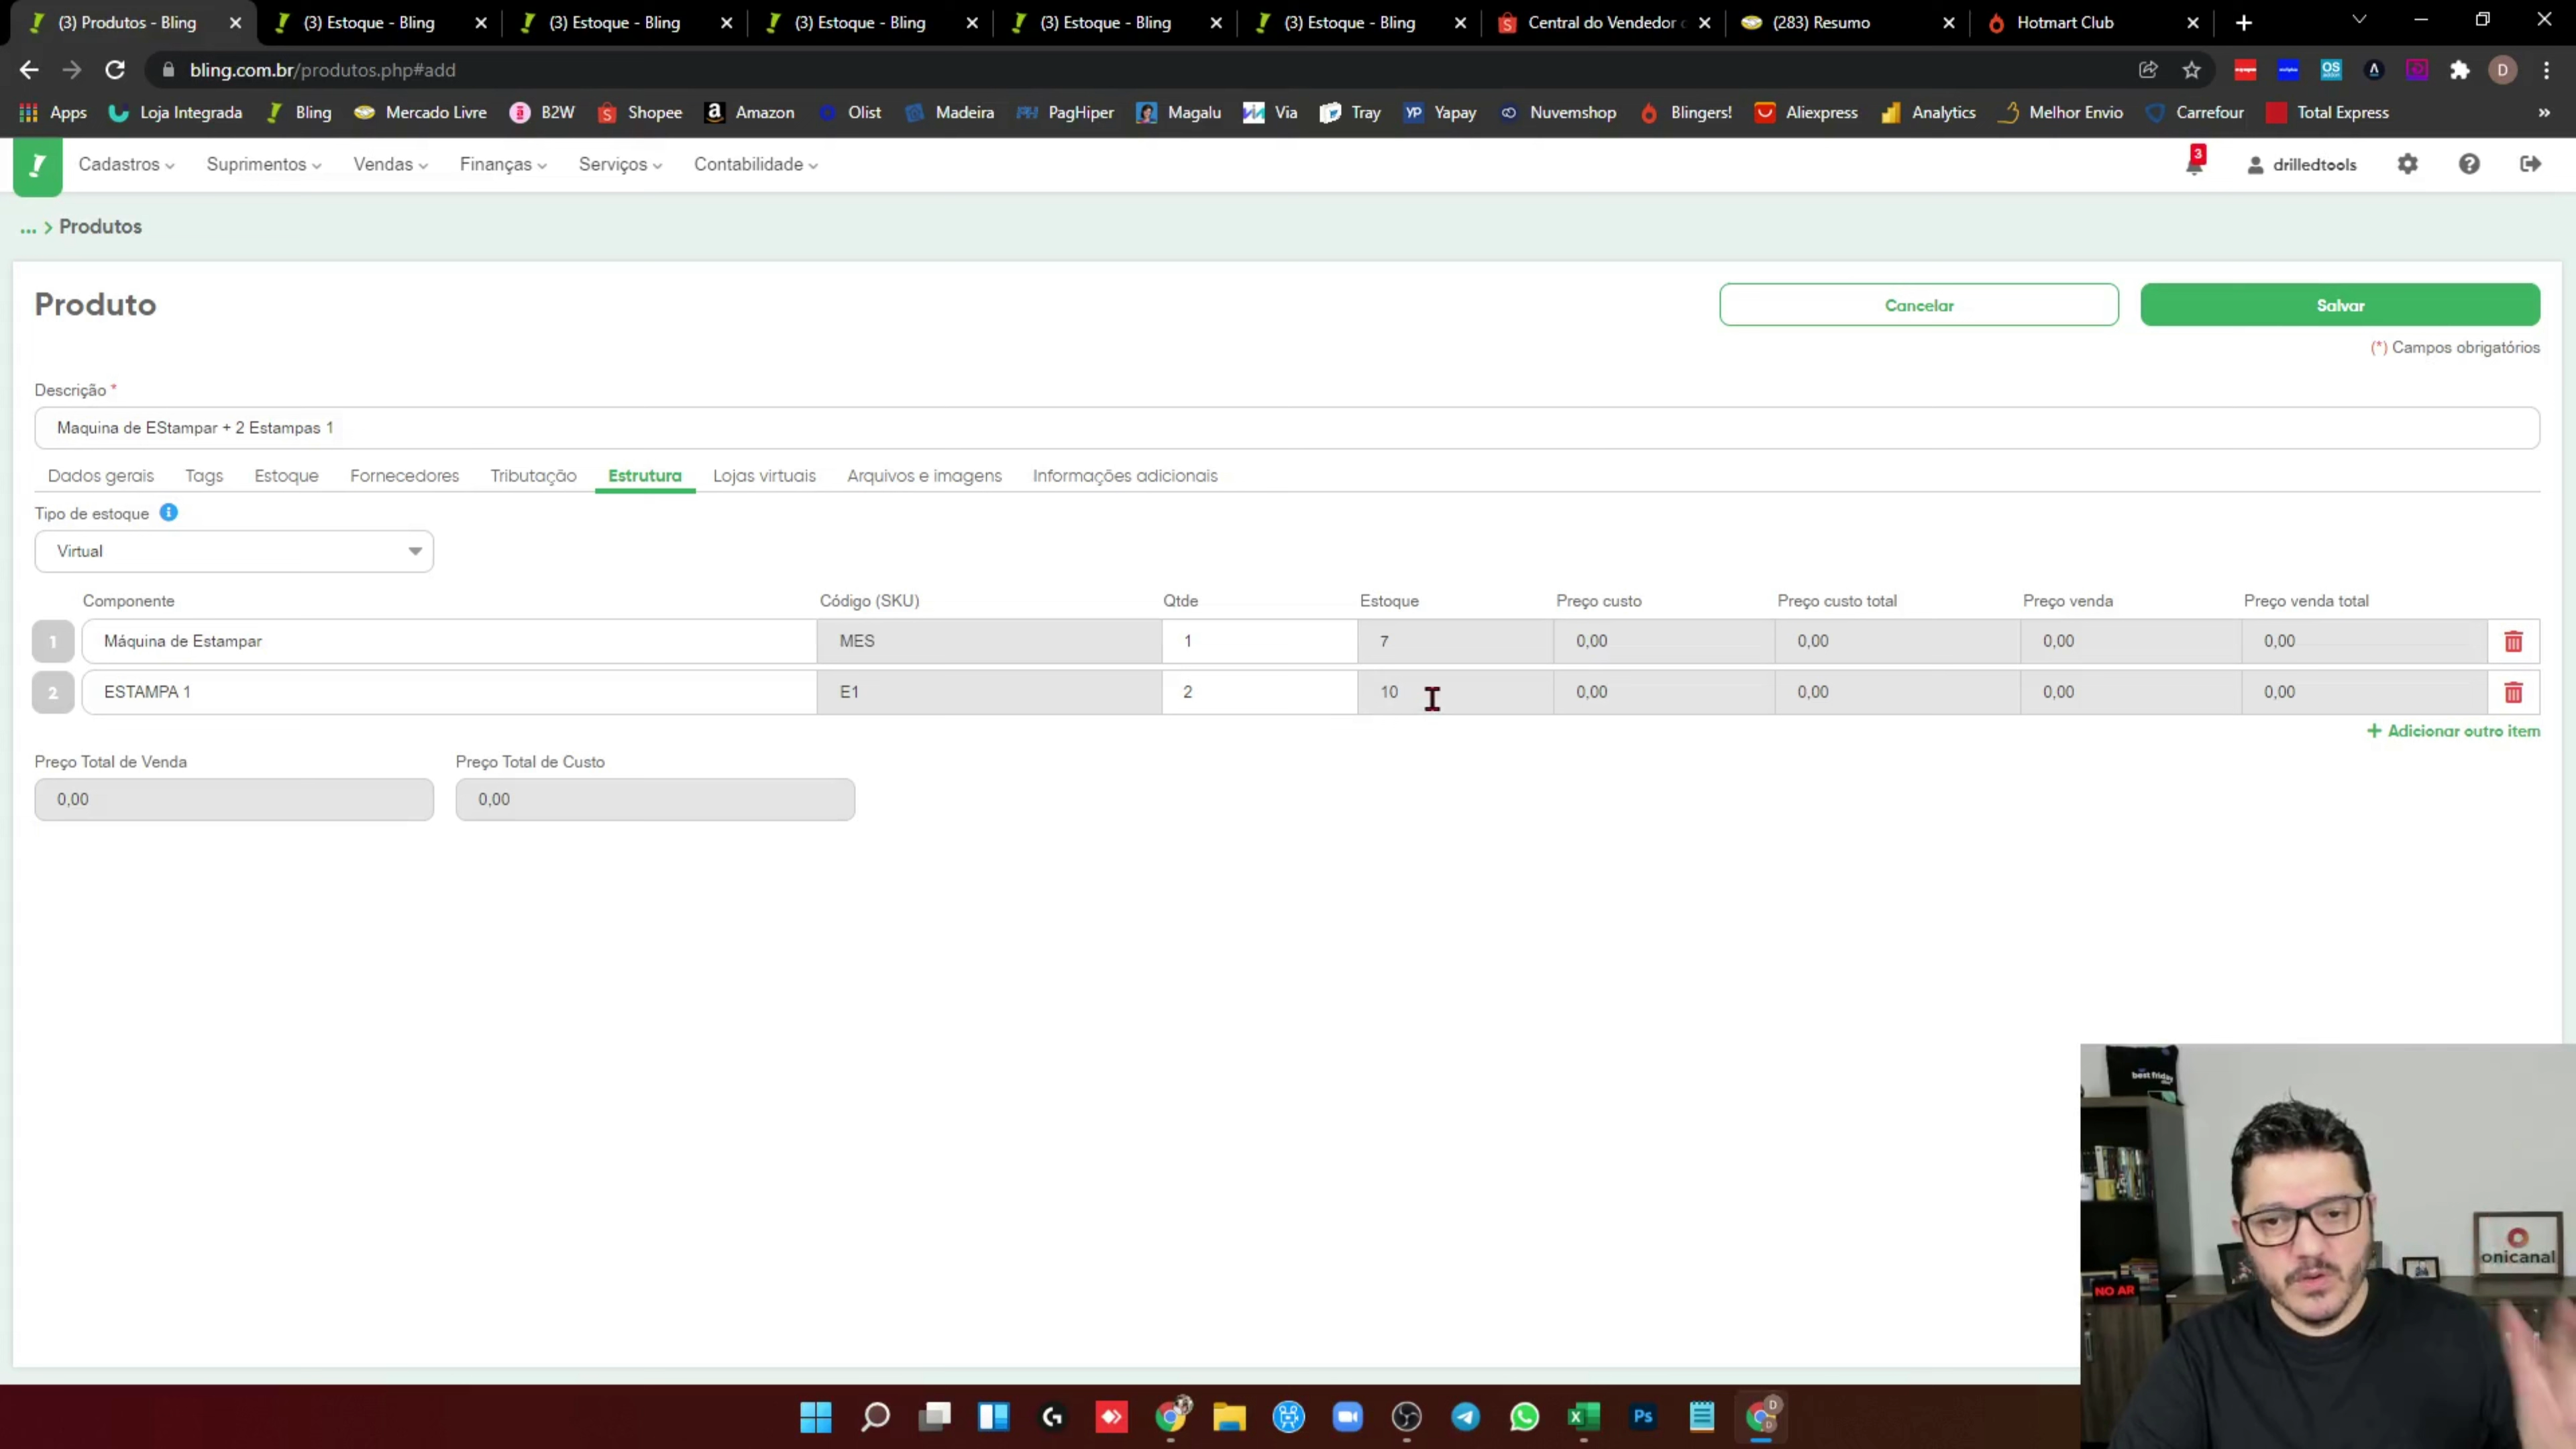 (3) Produtos - Bling
(3) Estoque - Bling
(3) Estoque - Bling
(3) Estoque - Bling
(3) Estoque - Bling
(3) Estoque - Bling
Central do Vendedor
(283) Resumo
Hotmart Club
bling.com.br/produtos.php#add
OS
D
Apps
Loja Integrada
Bling
Mercado Livre
B2W
Shopee
Amazon
Olist
Madeira
PagHiper
Magalu
Via
Tray
Yapay
Nuvemshop
Blingers!
Aliexpress
Analytics
Melhor Envio
Carrefour
Total Express
»
Cadastros
Suprimentos
Vendas
Finanças
Serviços
Contabilidade
3
drilledtools
... > Produtos
Produto
Cancelar
Salvar
(*) Campos obrigatórios
Descrição *
Maquina de EStampar + 2 Estampas 1
Dados gerais
Tags
Estoque
Fornecedores
Tributação
Estrutura
Lojas virtuais
Arquivos e imagens
Informações adicionais
Tipo de estoque
Virtual
Componente Código (SKU) Qtde Estoque Preço custo Preço custo total Preço venda Preço venda total
1 Máquina de Estampar MES 1 7 0,00 0,00 0,00 0,00
2 ESTAMPA 1 E1 2 10 0,00 0,00 0,00 0,00
+ Adicionar outro item
Preço Total de Venda
Preço Total de Custo
0,00
0,00
best friday
onicanal
NO AR
Ps
D